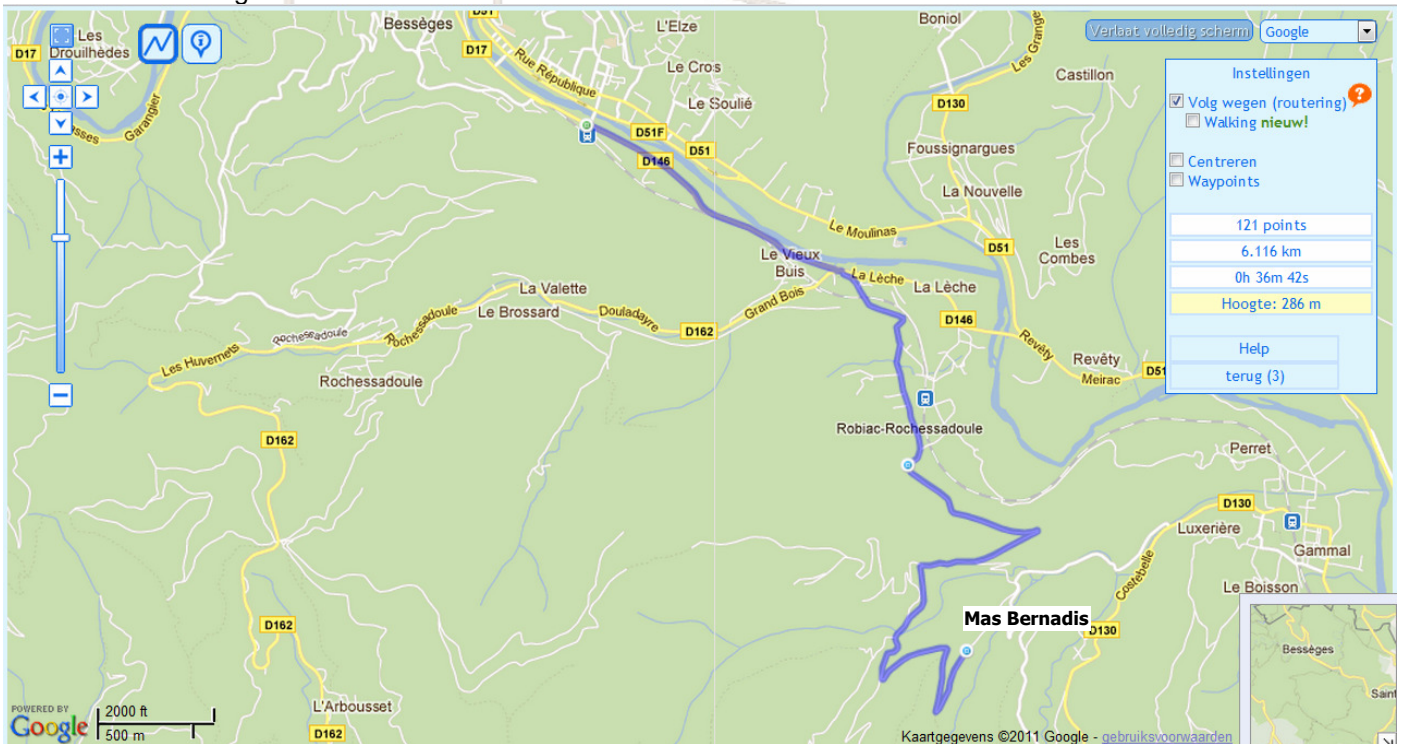 Bessèges
D51
L'Elze
Boniol
Les Grange
Verlaat volledig scherm
Google
Les
Drouilhèdes
D17
D17
Rue République
Le Cros
Castillon
Instellingen
Volg wegen (routering)
Walking nieuw!
Garangier
Le Soulié
D130
D51F
D51
D146
Foussignargues
Centreren
Waypoints
La Nouvelle
121 points
Le Moulinas
D51
Les
Combes
6.116 km
Le Vieux
Buis
La Lèche
La Lèche
0h 36m 42s
La Valette
Hoogte: 286 m
Le Brossard
Douladayre
Grand Bois
D162
D146
Rochessadoule
Rochessadoule
Revêty
Help
Les Huvernets
Revêty
Meirac
D51
terug (3)
Rochessadoule
Robiac-Rochessadoule
D162
Perret
D130
Luxerière
Gammal
Costebelle
Le Boisson
Mas Bernadis
D130
D162
Bessèges
Saint
L'Arbousset
POWERED BY
Google
2000 ft
500 m
D162
Kaartgegevens ©2011 Google - gebruiksvoorwaarden